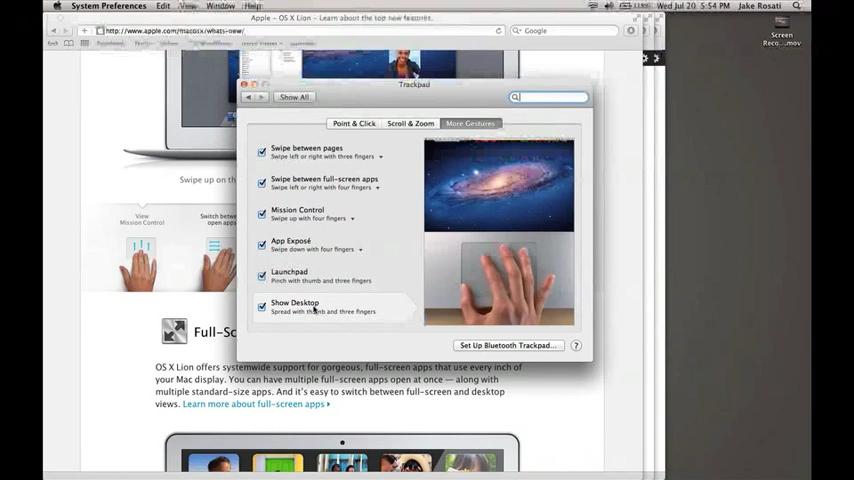 System Preferences Edit View Window Help
Wed Jul 20 5:54 PM Jake Rosati
Apple - OS X Lion - Learn about the top new features.
http://www.apple.com/macosx/whats-new/
Google
Screen
Reco....mov
Trackpad
Show All
Point & Click Scroll & Zoom More Gestures
Swipe between pages
Swipe left or right with three fingers
Swipe between full-screen apps
Swipe left or right with four fingers
Mission Control
Swipe up with four fingers
App Exposé
Swipe down with four fingers
Launchpad
Pinch with thumb and three fingers
Show Desktop
Spread with thumb and three fingers
Set Up Bluetooth Trackpad... ?
Swipe up on th
View
Mission Control
Switch betw
open apps
Full-Sc
OS X Lion offers systemwide support for gorgeous, full-screen apps that use every inch of
your Mac display. You can have multiple full-screen apps open at once — along with
multiple standard-size apps. And it's easy to switch between full-screen and desktop
views. Learn more about full-screen apps